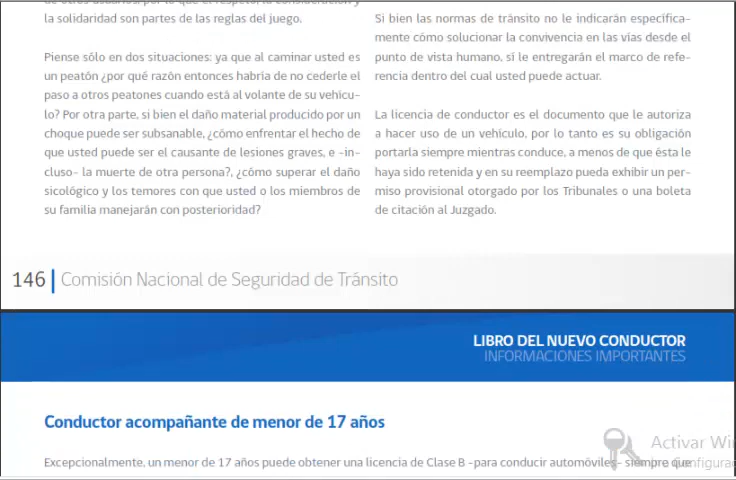 de otros usuarios, por lo que el respeto, la consideración y
la solidaridad son partes de las reglas del juego.
Piense sólo en dos situaciones: ya que al caminar usted es
un peatón ¿por qué razón entonces habría de no cederle el
paso a otros peatones cuando está al volante de su vehícu-
lo? Por otra parte, si bien el daño material producido por un
choque puede ser subsanable, ¿cómo enfrentar el hecho de
que usted puede ser el causante de lesiones graves, e -in-
cluso- la muerte de otra persona?, ¿cómo superar el daño
sicológico y los temores con que usted o los miembros de
su familia manejarán con posterioridad?
Si bien las normas de tránsito no le indicarán específica-
mente cómo solucionar la convivencia en las vías desde el
punto de vista humano, sí le entregarán el marco de refe-
rencia dentro del cual usted puede actuar.
La licencia de conductor es el documento que le autoriza
a hacer uso de un vehículo, por lo tanto es su obligación
portarla siempre mientras conduce, a menos de que ésta le
haya sido retenida y en su reemplazo pueda exhibir un per-
miso provisional otorgado por los Tribunales o una boleta
de citación al Juzgado.
146 | Comisión Nacional de Seguridad de Tránsito
LIBRO DEL NUEVO CONDUCTOR
INFORMACIONES IMPORTANTES
Conductor acompañante de menor de 17 años
Excepcionalmente, un menor de 17 años puede obtener una licencia de Clase B -para conducir automóviles- siempre que
Activar Win
Configurac